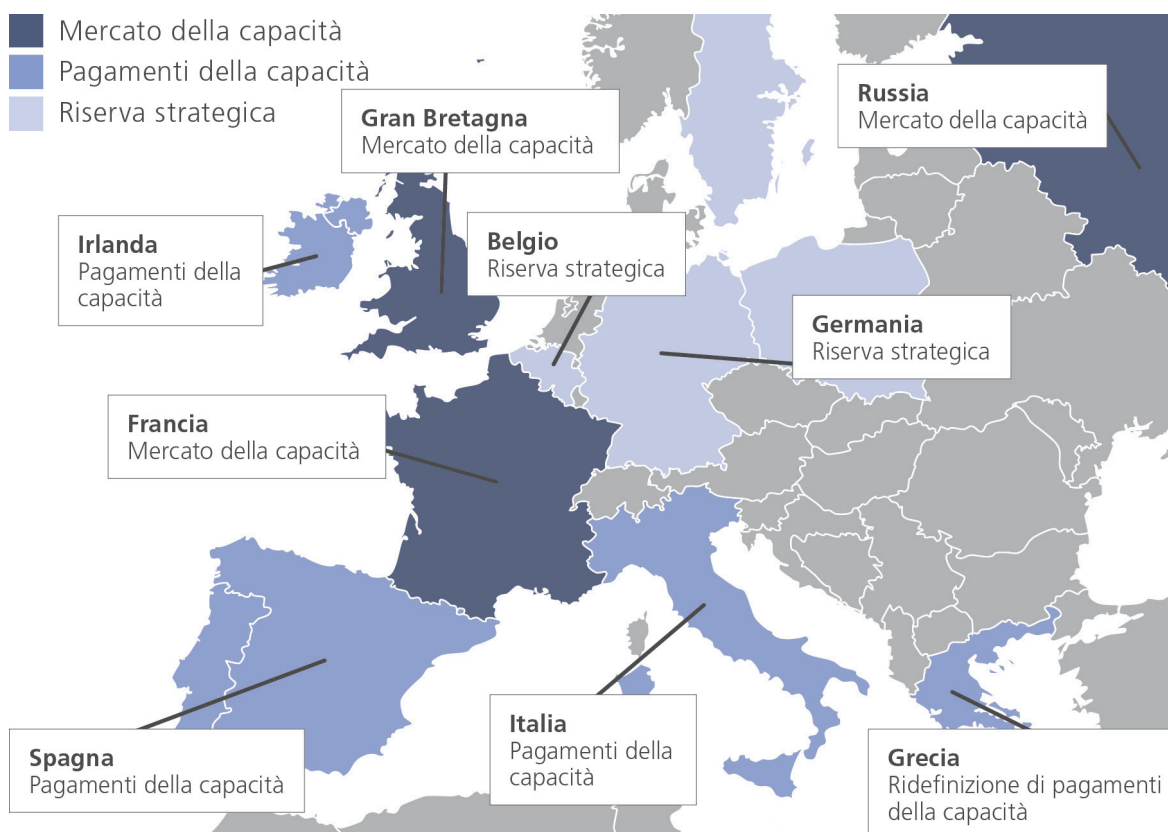 Mercato della capacità
Pagamenti della capacità
Riserva strategica
Gran Bretagna
Mercato della capacità
Russia
Mercato della capacità
Irlanda
Pagamenti della
capacità
Belgio
Riserva strategica
Germania
Riserva strategica
Francia
Mercato della capacità
Spagna
Pagamenti della capacità
Italia
Pagamenti della
capacità
Grecia
Ridefinizione di pagamenti
della capacità